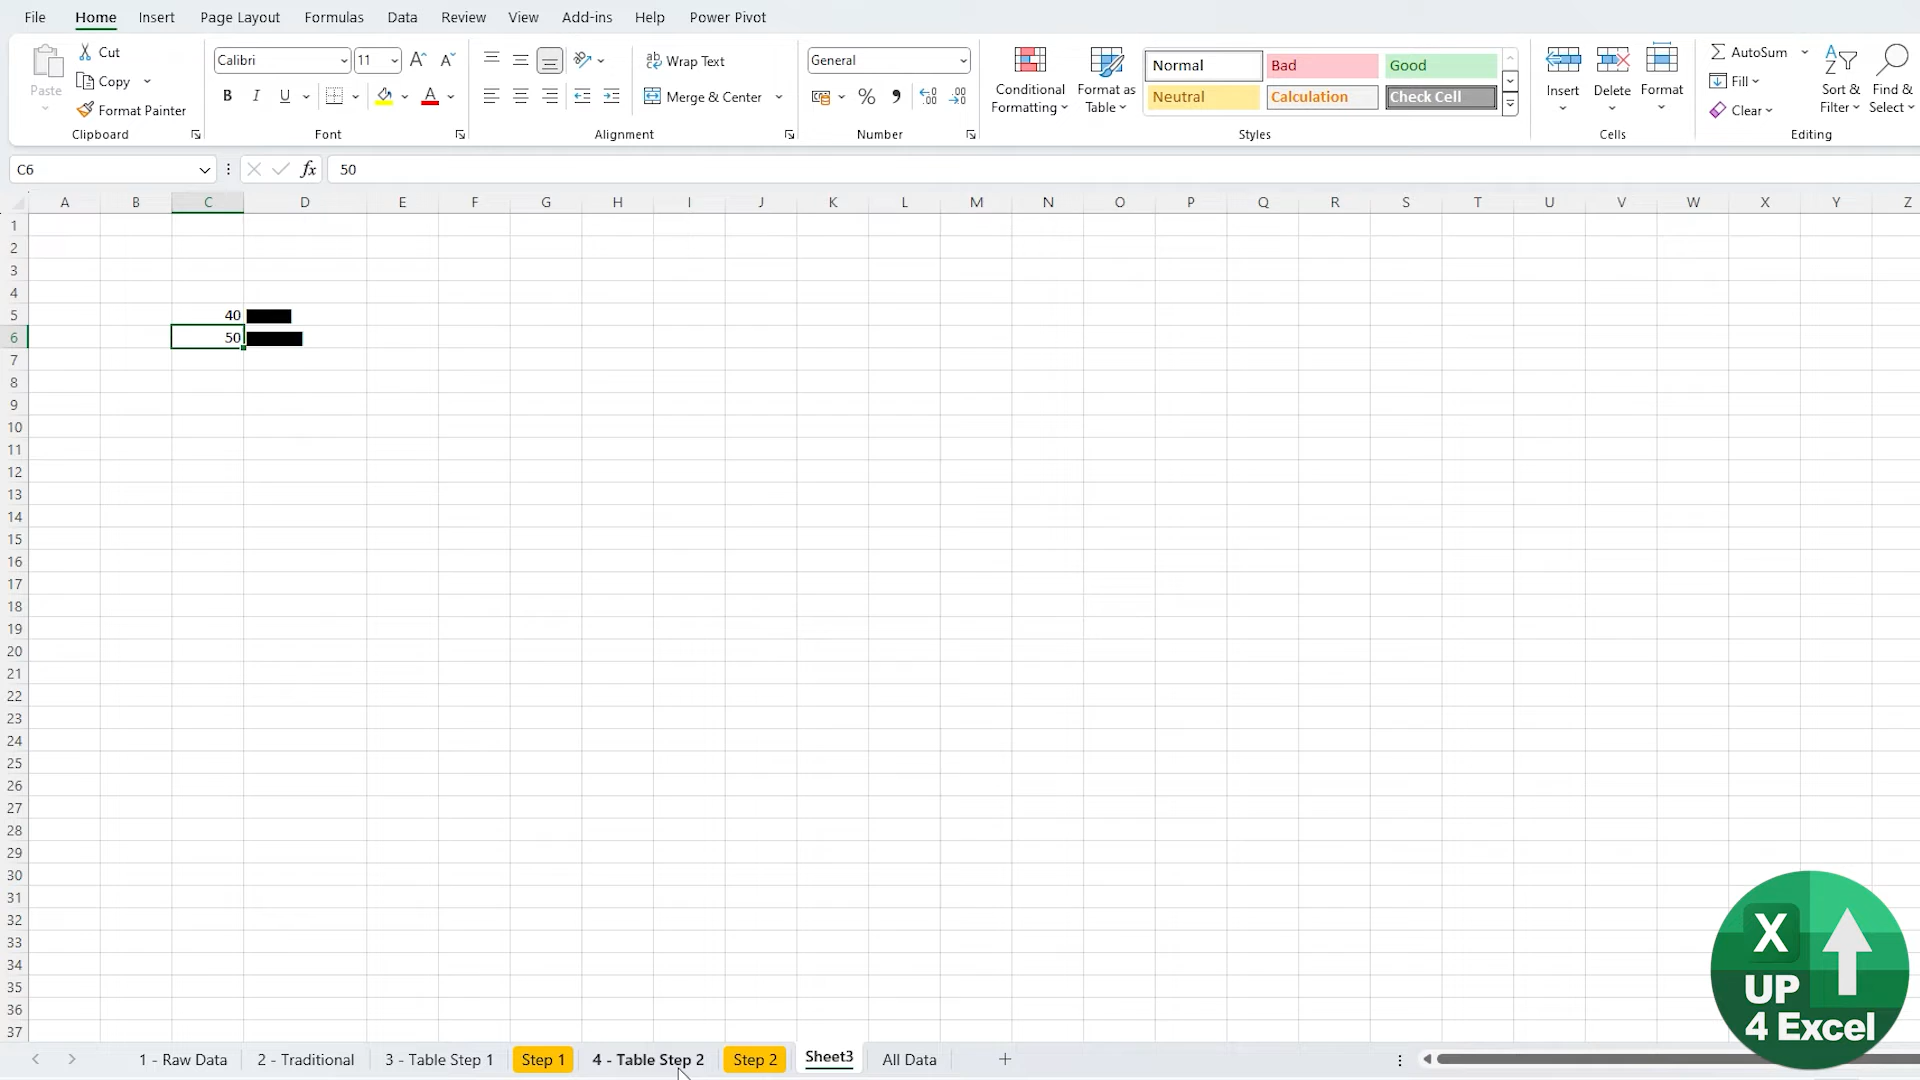 File Home Insert Page Layout Formulas Data Review View Add-ins Help Power Pivot
Paste
Cut
Copy
Format Painter
Clipboard
Calibri 11 A A
B I U A
Font
ab Wrap Text
Merge & Center
Alignment
General
% 9 .00
Number
Conditional Formatting
Format as Table
Normal Bad Good
Neutral Calculation Check Cell
Styles
Insert Delete Format
Cells
AutoSum
Fill
Clear
Sort & Filter
Find & Select
Editing
C6 fx 50
A B C D E F G H I J K L M N O P Q R S T U V W X Y Z
1
2
3
4
5 40
6 50
7
8
9
10
11
12
13
14
15
16
17
18
19
20
21
22
23
24
25
26
27
28
29
30
31
32
33
34
35
36
37
1 - Raw Data 2 - Traditional 3 - Table Step 1 Step 1 4 - Table Step 2 Step 2 Sheet3 All Data +
X
UP
4 Excel